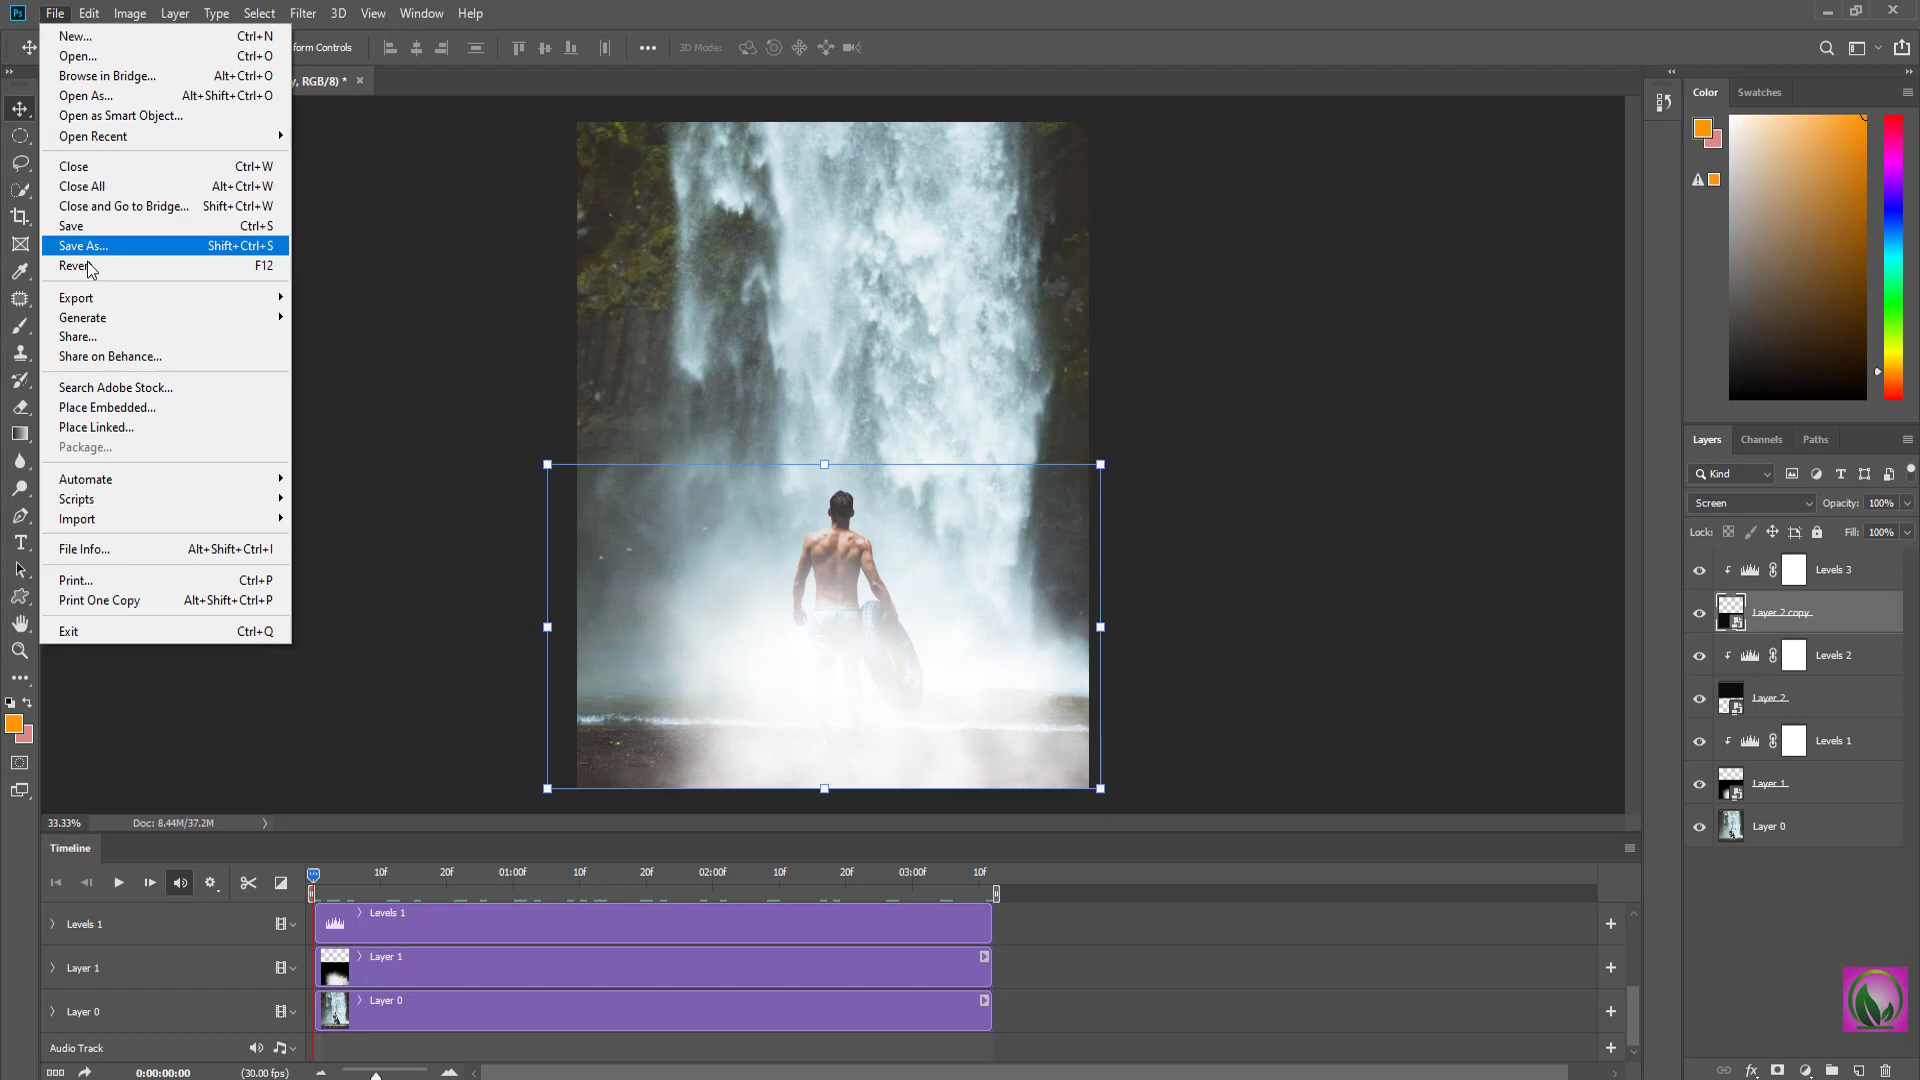 Ps File Edit Image Layer Type Select Filter 3D View Window Help
form Controls 3D Mode:
y, RGB/8) *
New... Ctrl+N
Open... Ctrl+O
Browse in Bridge... Alt+Ctrl+O
Open As... Alt+Shift+Ctrl+O
Open as Smart Object...
Open Recent
Close Ctrl+W
Close All Alt+Ctrl+W
Close and Go to Bridge... Shift+Ctrl+W
Save Ctrl+S
Save As... Shift+Ctrl+S
Rever F12
Export
Generate
Share...
Share on Behance...
Search Adobe Stock...
Place Embedded...
Place Linked...
Package...
Automate
Scripts
Import
File Info... Alt+Shift+Ctrl+I
Print... Ctrl+P
Print One Copy Alt+Shift+Ctrl+P
Exit Ctrl+Q
Color Swatches
Layers Channels Paths
Kind
Screen Opacity: 100%
Lock: Fill: 100%
Levels 3
Layer 2 copy
Levels 2
Layer 2
Levels 1
Layer 1
Layer 0
33.33% Doc: 8.44M/37.2M
Timeline
10f 20f 01:00f 10f 20f 02:00f 10f 20f 03:00f 10f
Levels 1 Levels 1
Layer 1 Layer 1
Layer 0 Layer 0
Audio Track
0:00:00:00 (30.00 fps)